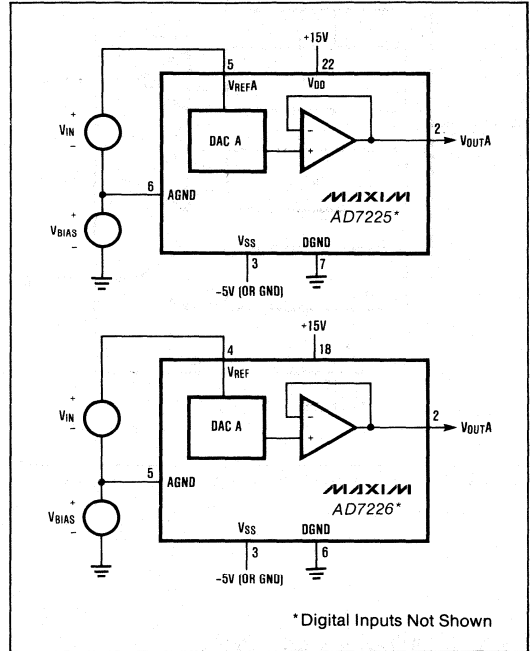 +15V
5
22
VREFA
VDD
+
VIN
-
DAC A
-
+
2
VOUTA
6
AGND
MAXIM
AD7225*
+
VBIAS
-
VSS
DGND
3
7
-5V (OR GND)
+15V
4
18
VREF
+
VIN
-
DAC A
-
+
2
VOUTA
5
AGND
MAXIM
AD7226*
+
VBIAS
-
VSS
DGND
3
6
-5V (OR GND)
*Digital Inputs Not Shown